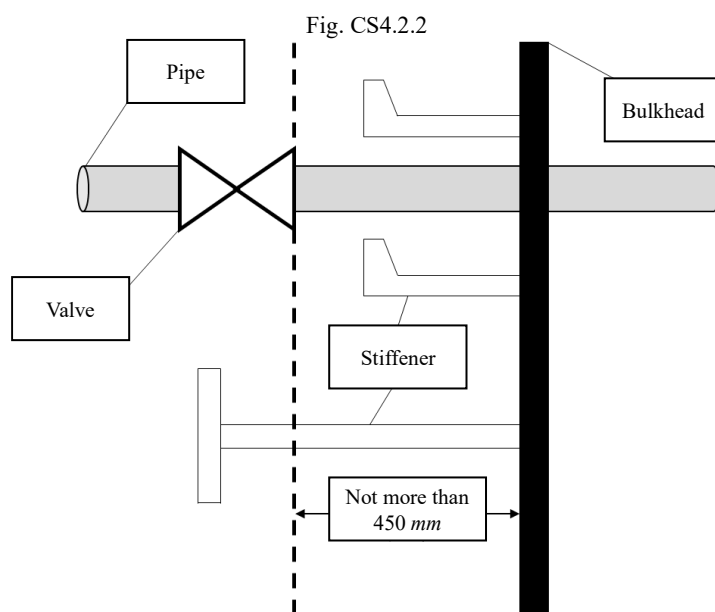 Fig. CS4.2.2
Pipe
Bulkhead
Valve
Stiffener
Not more than
450 mm